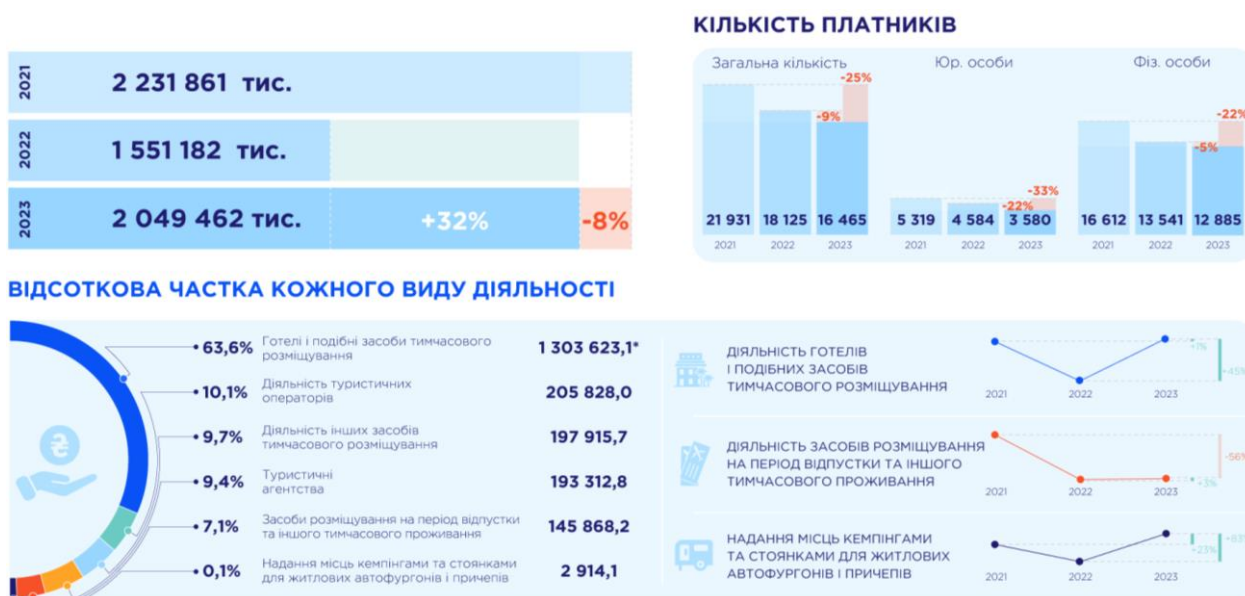 2021
2 231 861 тис.
2022
1 551 182 тис.
2023
2 049 462 тис.
+32%
-8%
КІЛЬКІСТЬ ПЛАТНИКІВ
Загальна кількість
-25%
-9%
21 931
18 125
16 465
2021
2022
2023
Юр. особи
-33%
-22%
5 319
4 584
3 580
2021
2022
2023
Фіз. особи
-22%
-5%
16 612
13 541
12 885
2021
2022
2023
ВІДСОТКОВА ЧАСТКА КОЖНОГО ВИДУ ДІЯЛЬНОСТІ
₴
• 63,6% Готелі і подібні засоби тимчасового
розміщування
1 303 623,1*
• 10,1% Діяльність туристичних
операторів
205 828,0
• 9,7% Діяльність інших засобів
тимчасового розміщування
197 915,7
• 9,4% Туристичні
агентства
193 312,8
• 7,1% Засоби розміщування на період відпустки
та іншого тимчасового проживання
145 868,2
• 0,1% Надання місць кемпінгами та стоянками
для житлових автофургонів і причепів
2 914,1
ДІЯЛЬНІСТЬ ГОТЕЛІВ
І ПОДІБНИХ ЗАСОБІВ
ТИМЧАСОВОГО РОЗМІЩУВАННЯ
2021
2022
2023
+45%
ДІЯЛЬНІСТЬ ЗАСОБІВ РОЗМІЩУВАННЯ
НА ПЕРІОД ВІДПУСТКИ ТА ІНШОГО
ТИМЧАСОВОГО ПРОЖИВАННЯ
2021
2022
2023
-56%
+3%
НАДАННЯ МІСЦЬ КЕМПІНГАМИ
ТА СТОЯНКАМИ ДЛЯ ЖИТЛОВИХ
АВТОФУРГОНІВ І ПРИЧЕПІВ
2021
2022
2023
+23%